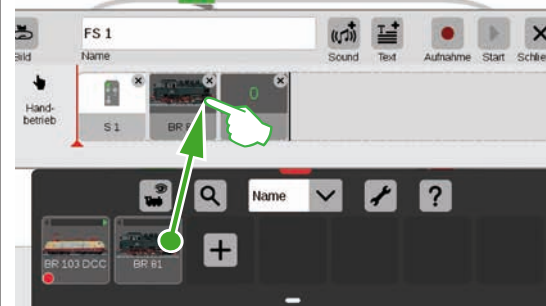 FS 1
Bild
Name
Sound
Text
Aufnahme
Start
Schlie
Hand-
betrieb
S 1
BR
0
Name
?
BR 103 DCC
BR 81